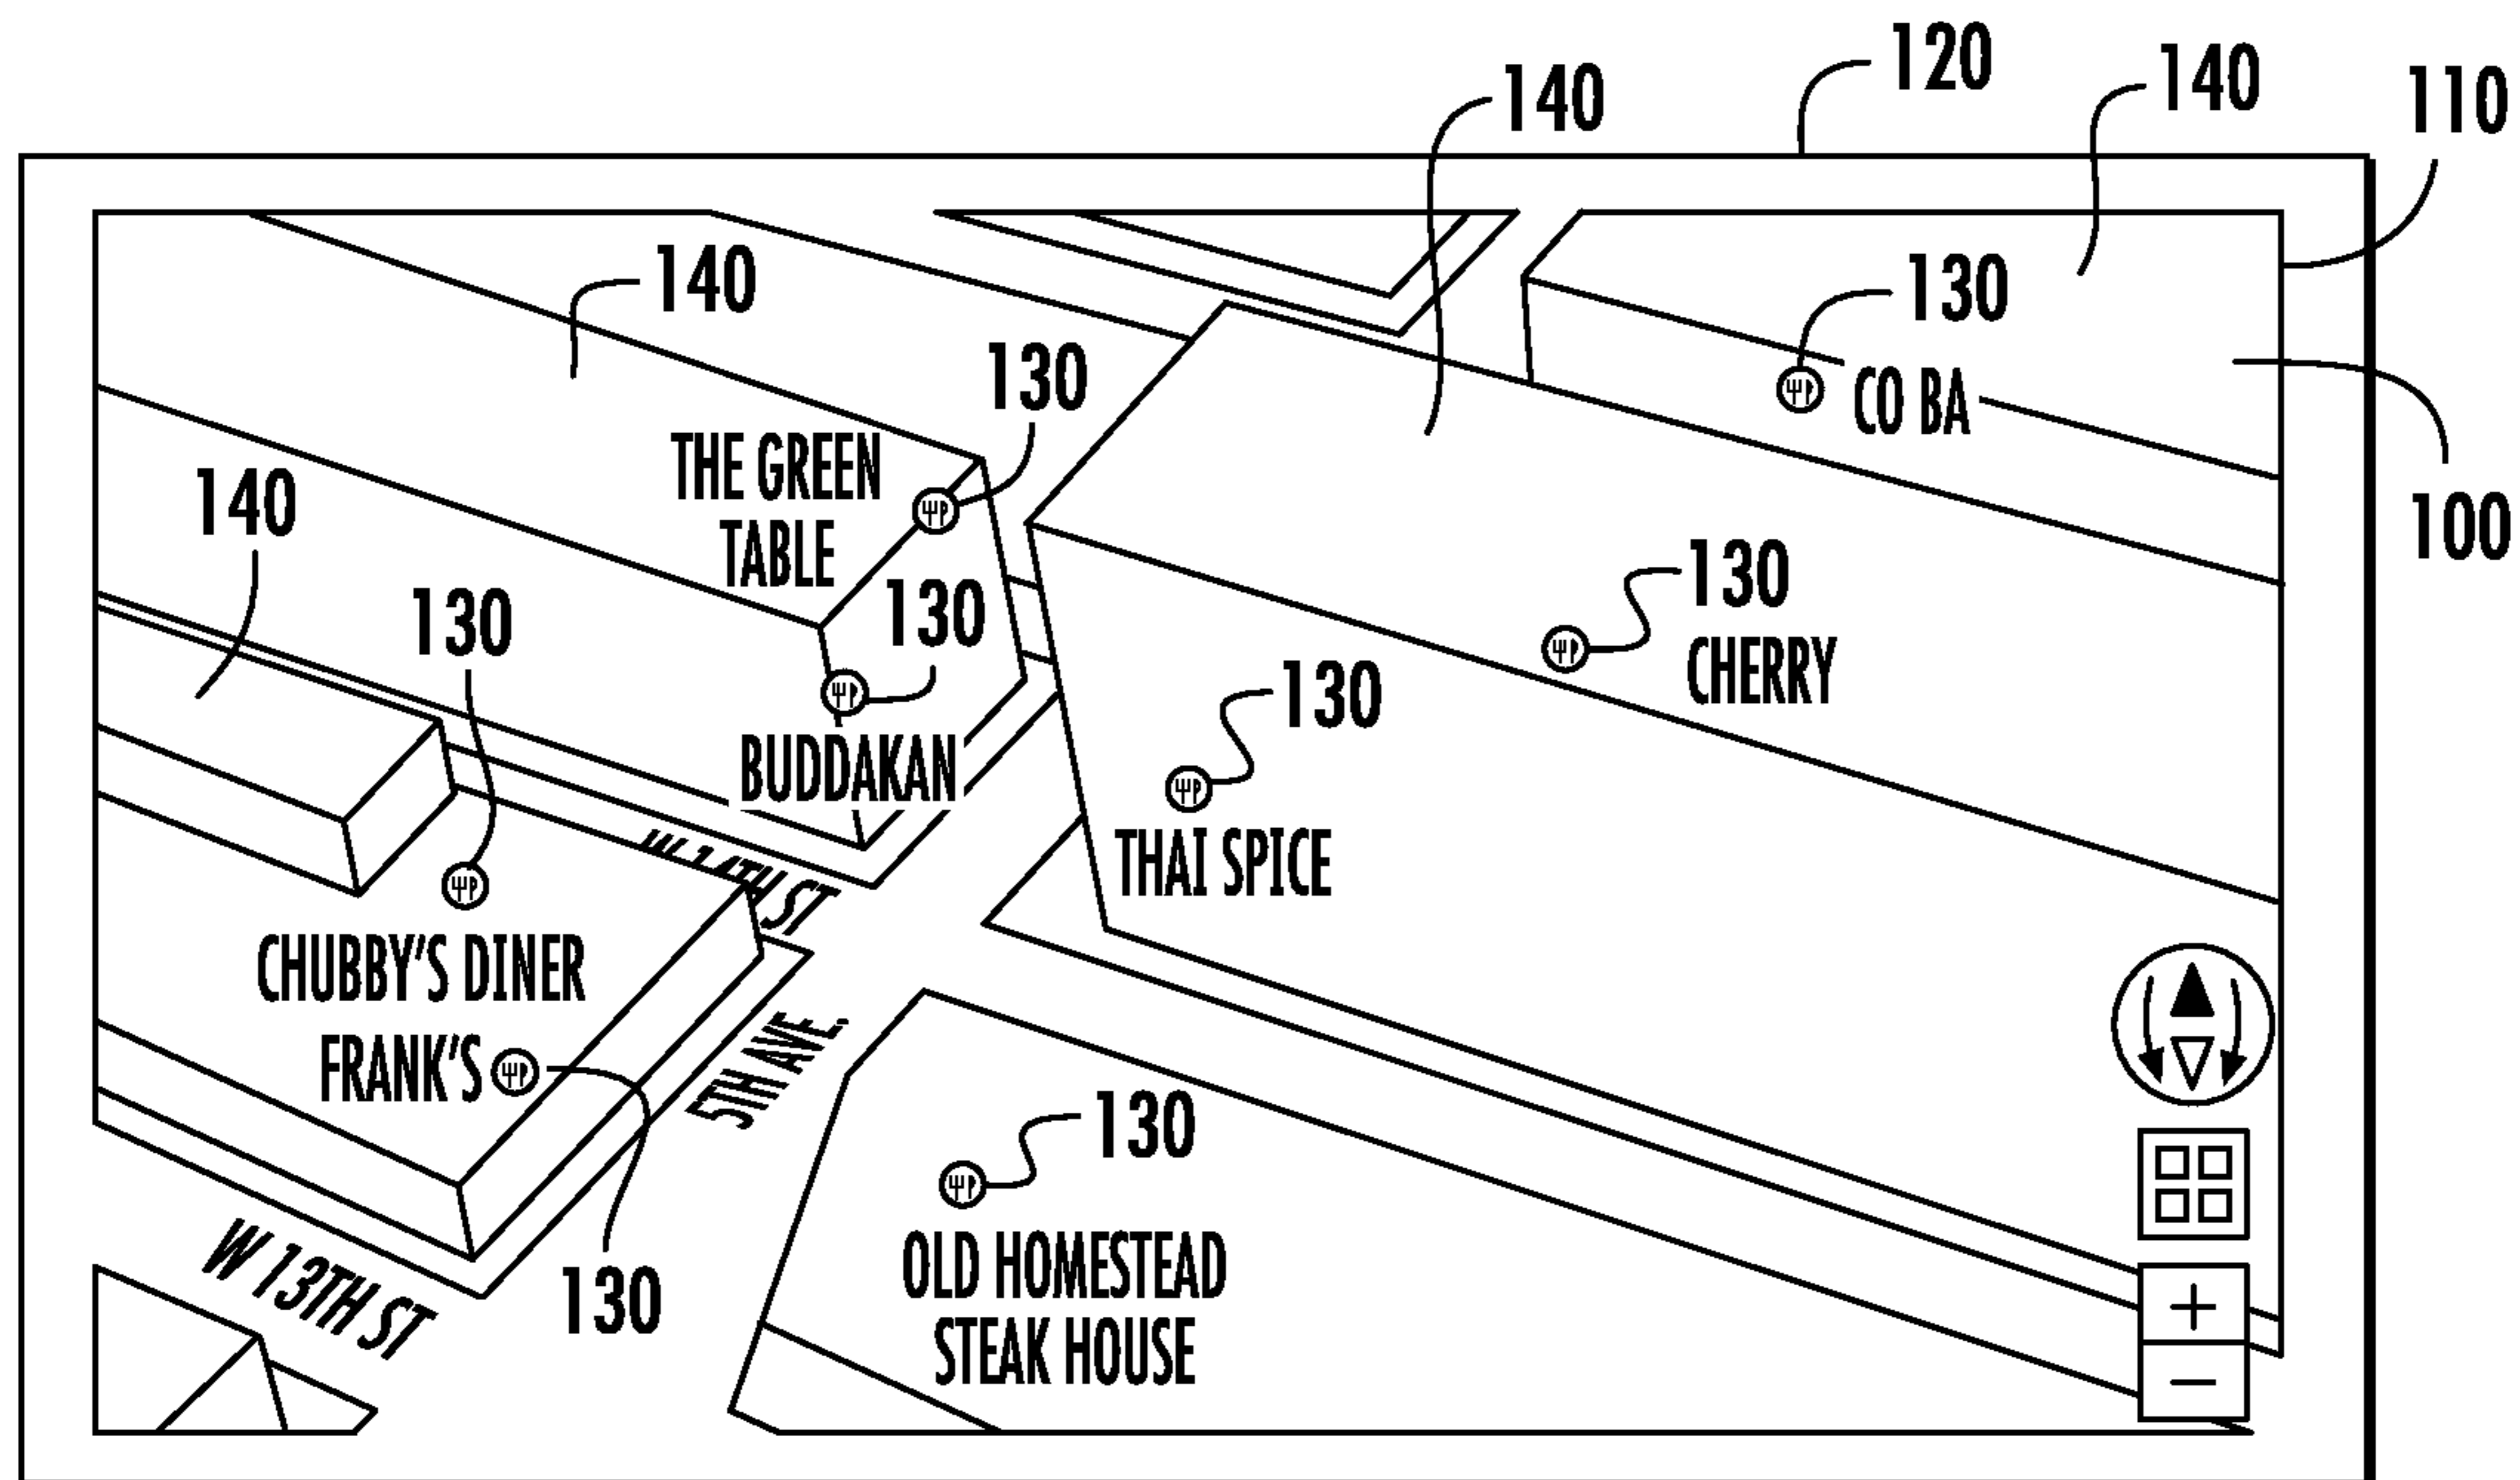 120
140
140
110
140
130
130
CO BA
THE GREEN
TABLE
140
100
130
130
130
CHERRY
130
BUDDAKAN
THAI SPICE
ST
CHUBBY'S DINER
FRANK'S
5TH AVE.
130
W 13TH ST
OLD HOMESTEAD
STEAK HOUSE
130
+
−